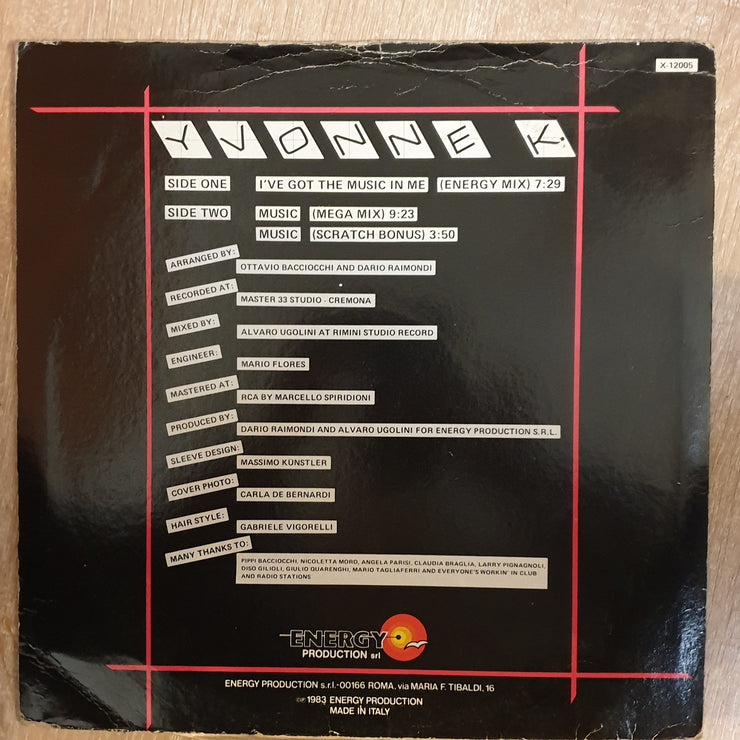 X-12005
YVONNE K.
SIDE ONE I'VE GOT THE MUSIC IN ME (ENERGY MIX) 7:29
SIDE TWO MUSIC (MEGA MIX) 9:23
MUSIC (SCRATCH BONUS) 3:50
ARRANGED BY: OTTAVIO BACCIOCCHI AND DARIO RAIMONDI
RECORDED AT: MASTER 33 STUDIO - CREMONA
MIXED BY: ALVARO UGOLINI AT RIMINI STUDIO RECORD
ENGINEER: MARIO FLORES
MASTERED AT: RCA BY MARCELLO SPIRIDIONI
PRODUCED BY: DARIO RAIMONDI AND ALVARO UGOLINI FOR ENERGY PRODUCTION S.R.L.
SLEEVE DESIGN: MASSIMO KÜNSTLER
COVER PHOTO: CARLA DE BERNARDI
HAIR STYLE: GABRIELE VIGORELLI
MANY THANKS TO: PIPPI BACCIOCCHI, NICOLETTA MORO, ANGELA PARISI, CLAUDIA BRAGLIA, LARRY PIGNAGNOLI,
DISO GILIOLI, GIULIO QUARENGHI, MARIO TAGLIAFERRI AND EVERYONE'S WORKIN' IN CLUB
AND RADIO STATIONS
ENERGY
PRODUCTION srl
ENERGY PRODUCTION s.r.l.-00166 ROMA, via MARIA F. TIBALDI, 16
©℗ 1983 ENERGY PRODUCTION
MADE IN ITALY